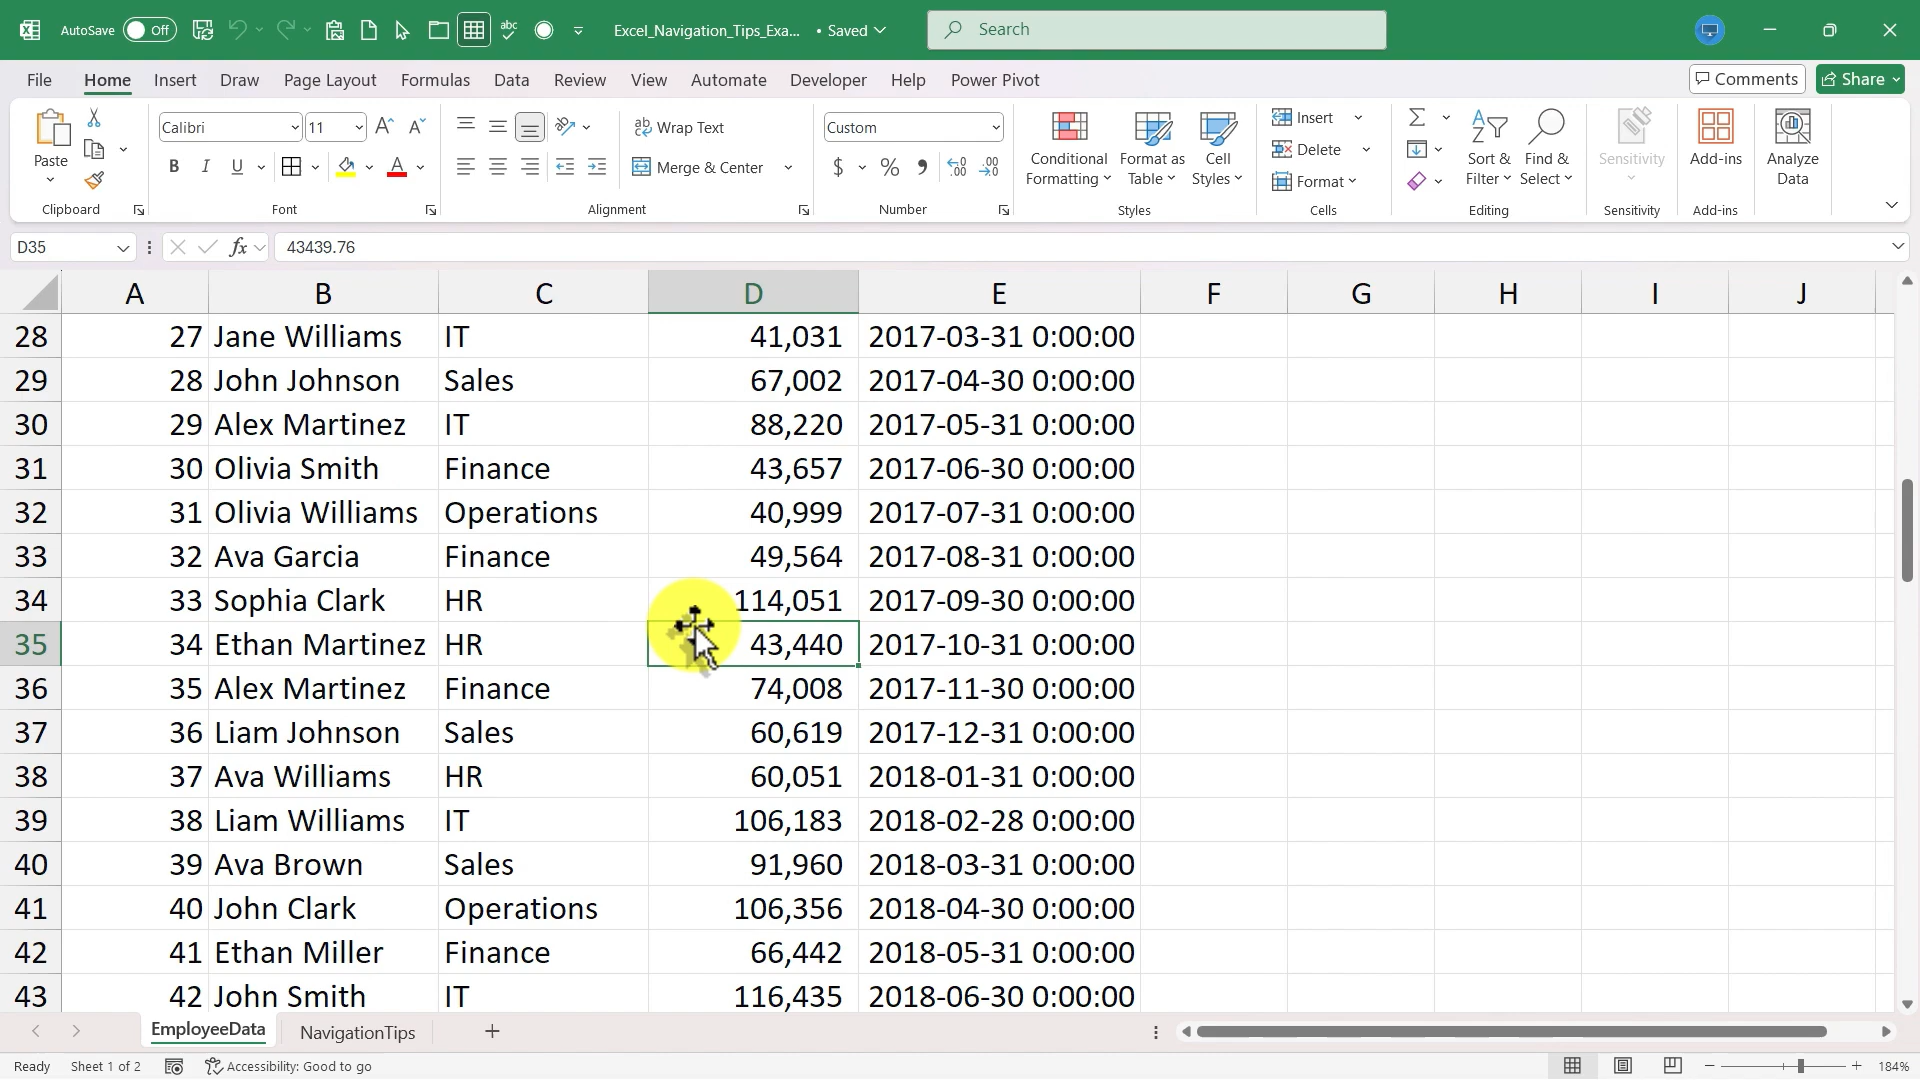 AutoSave Off abc Excel_Navigation_Tips_Exa... • Saved Search
File Home Insert Draw Page Layout Formulas Data Review View Automate Developer Help Power Pivot Comments Share
Paste
Clipboard
Calibri 11 A A
B I U A
Font
ab Wrap Text
Merge & Center
Alignment
Custom
$ % 9 .00
Number
Conditional Formatting
Format as Table
Cell Styles
Styles
Insert
Delete
Format
Cells
Sort & Filter
Find & Select
Editing
Sensitivity
Sensitivity
Add-ins
Add-ins
Analyze Data
D35 fx 43439.76
A B C D E F G H I J
28 27 Jane Williams IT 41,031 2017-03-31 0:00:00
29 28 John Johnson Sales 67,002 2017-04-30 0:00:00
30 29 Alex Martinez IT 88,220 2017-05-31 0:00:00
31 30 Olivia Smith Finance 43,657 2017-06-30 0:00:00
32 31 Olivia Williams Operations 40,999 2017-07-31 0:00:00
33 32 Ava Garcia Finance 49,564 2017-08-31 0:00:00
34 33 Sophia Clark HR 114,051 2017-09-30 0:00:00
35 34 Ethan Martinez HR 43,440 2017-10-31 0:00:00
36 35 Alex Martinez Finance 74,008 2017-11-30 0:00:00
37 36 Liam Johnson Sales 60,619 2017-12-31 0:00:00
38 37 Ava Williams HR 60,051 2018-01-31 0:00:00
39 38 Liam Williams IT 106,183 2018-02-28 0:00:00
40 39 Ava Brown Sales 91,960 2018-03-31 0:00:00
41 40 John Clark Operations 106,356 2018-04-30 0:00:00
42 41 Ethan Miller Finance 66,442 2018-05-31 0:00:00
43 42 John Smith IT 116,435 2018-06-30 0:00:00
EmployeeData NavigationTips +
Ready Sheet 1 of 2 Accessibility: Good to go 184%